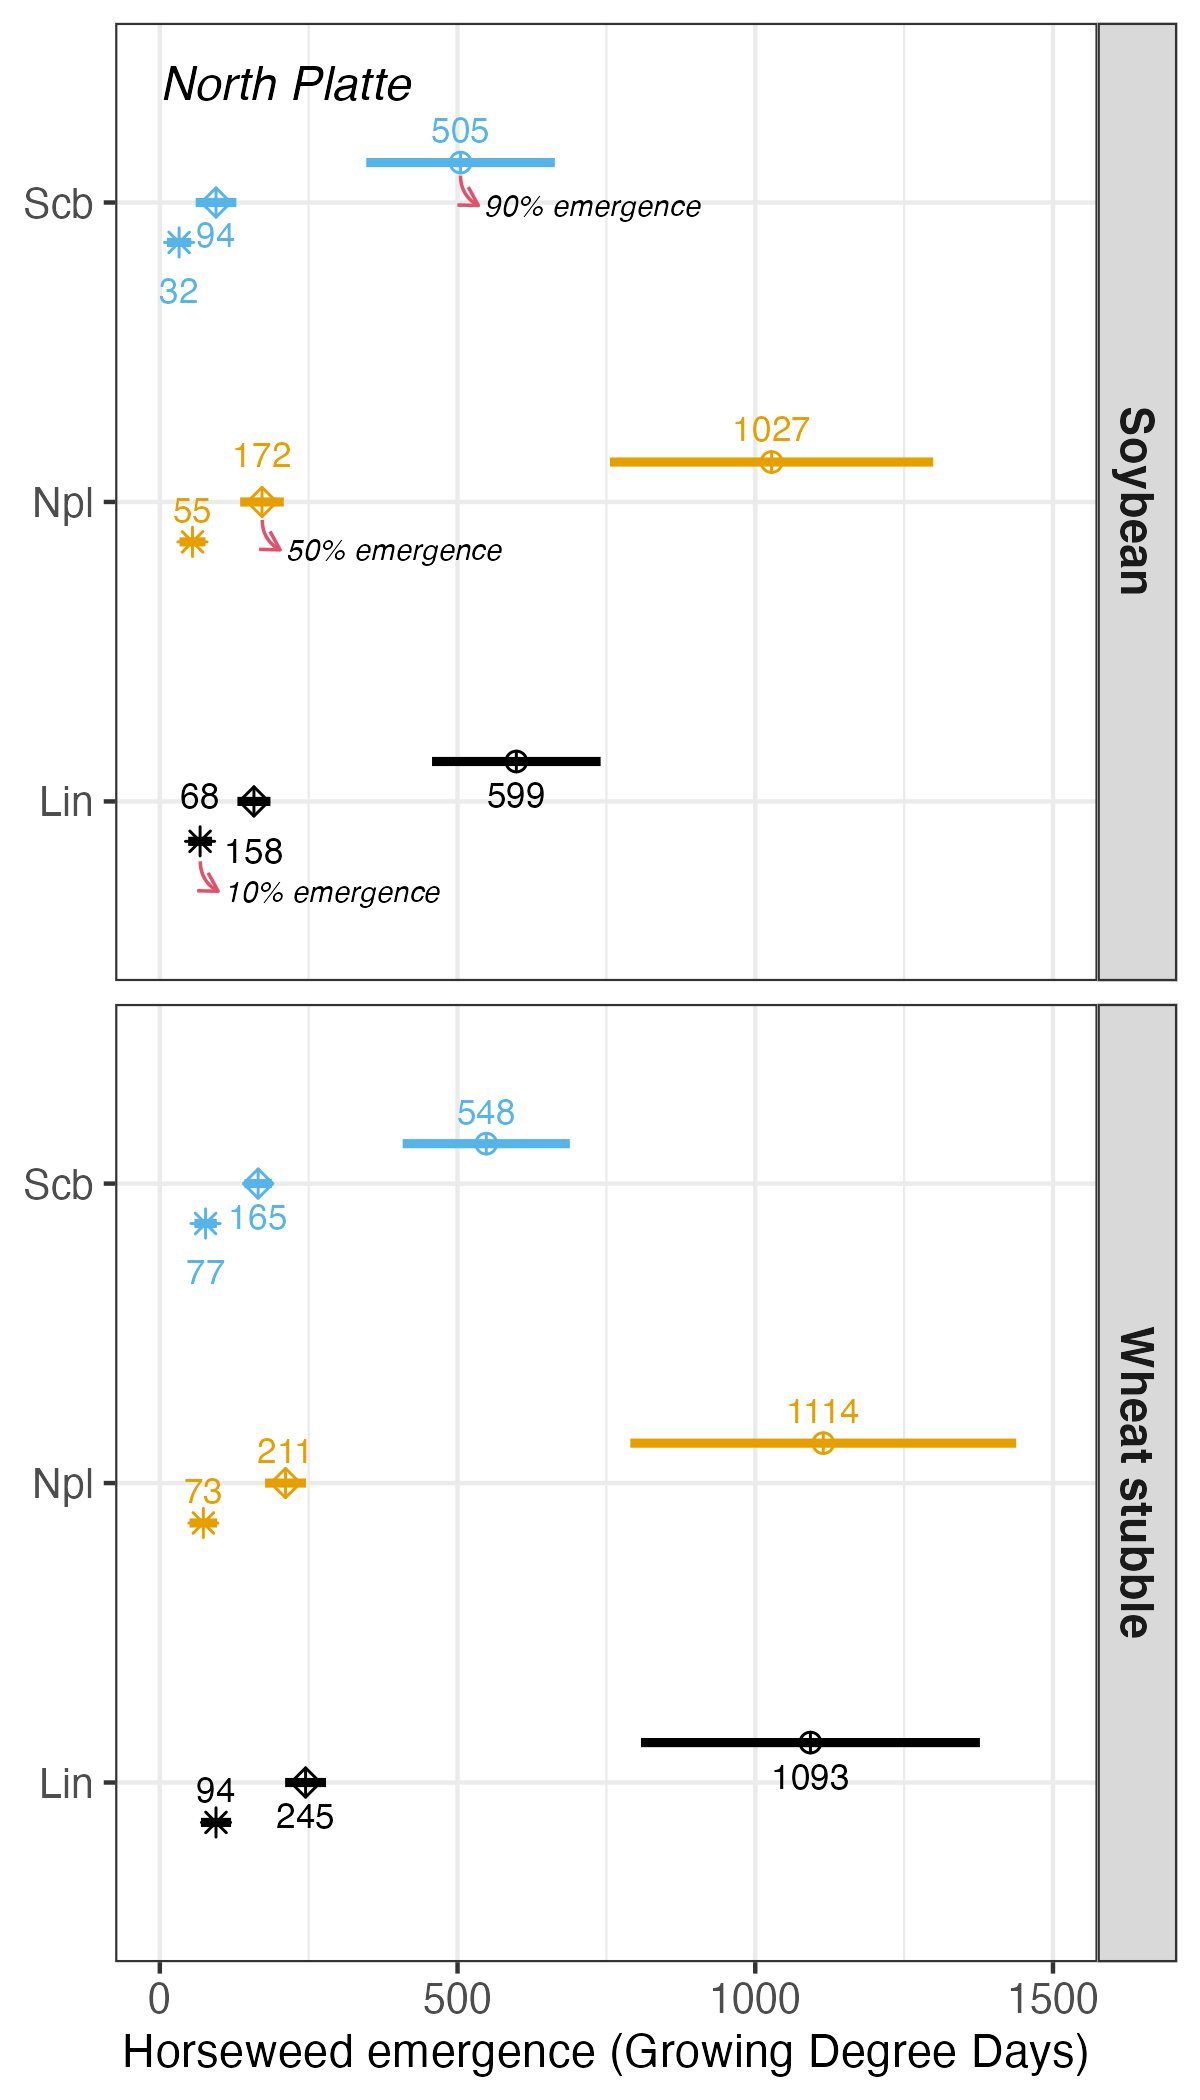 North Platte
505
Scb
90% emergence
94
32
1027
172
Npl
55
50% emergence
68
599
Lin
158
10% emergence
Soybean
548
Scb
165
77
1114
211
Npl
73
94
1093
Lin
245
Wheat stubble
0 500 1000 1500
Horseweed emergence (Growing Degree Days)